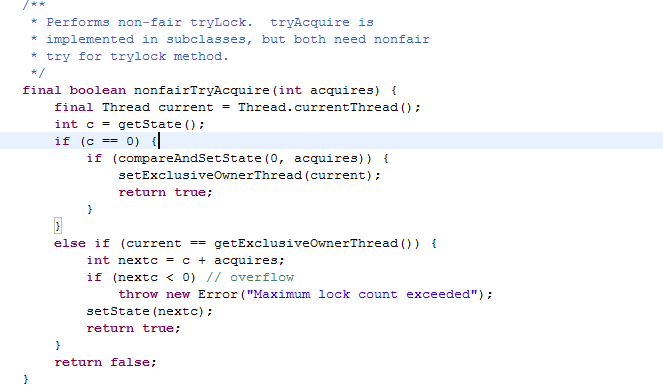 /**
 * Performs non-fair tryLock.  tryAcquire is
 * implemented in subclasses, but both need nonfair
 * try for trylock method.
 */
final boolean nonfairTryAcquire(int acquires) {
    final Thread current = Thread.currentThread();
    int c = getState();
    if (c == 0) {
        if (compareAndSetState(0, acquires)) {
            setExclusiveOwnerThread(current);
            return true;
        }
    }
    else if (current == getExclusiveOwnerThread()) {
        int nextc = c + acquires;
        if (nextc < 0) // overflow
            throw new Error("Maximum lock count exceeded");
        setState(nextc);
        return true;
    }
    return false;
}